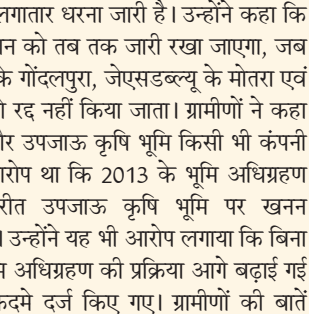 लगातार धरना जारी है। उन्होंने कहा कि
को तब तक जारी रखा जाएगा, जब
के गोंदलपुरा, जेएसडब्ल्यू के मोतरा एवं
रद्द नहीं किया जाता। ग्रामीणों ने कहा
उपजाऊ कृषि भूमि किसी भी कंपनी
था कि 2013 के भूमि अधिग्रहण
उपजाऊ कृषि भूमि पर खनन
। उन्होंने यह भी आरोप लगाया कि बिना
अधिग्रहण की प्रक्रिया आगे बढ़ाई गई
दर्ज किए गए। ग्रामीणों की बातें